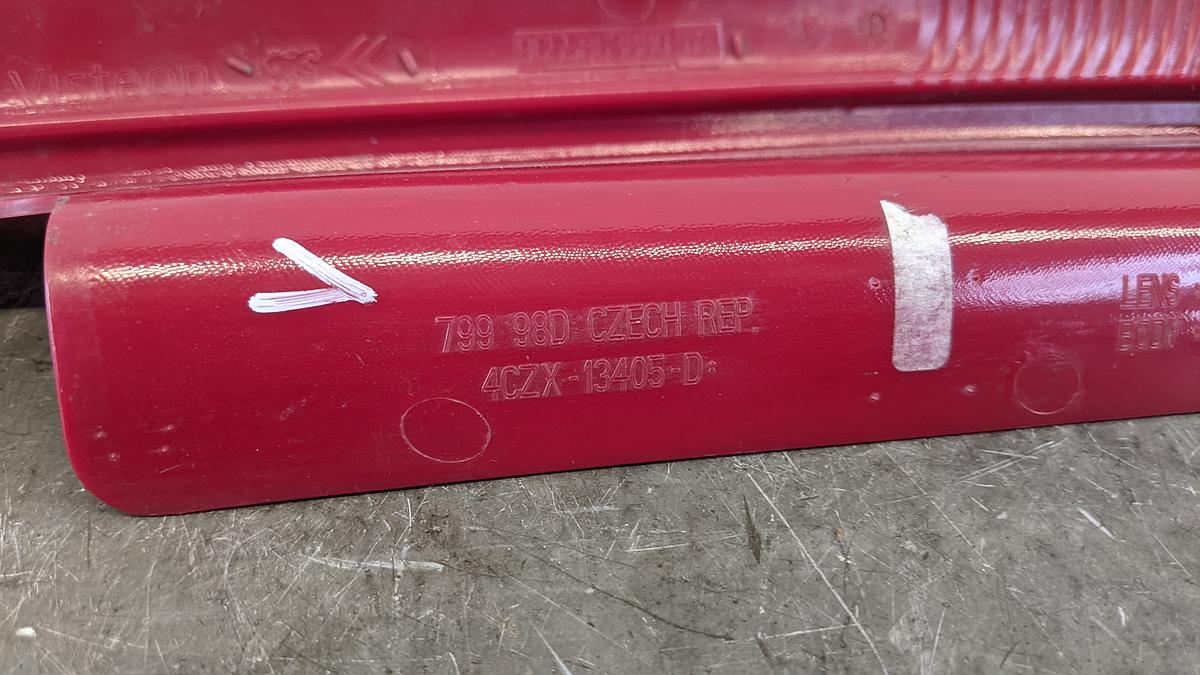 Visteon
799 98D CZECH REP.
4CZX-13405-D*
LENS
BODY